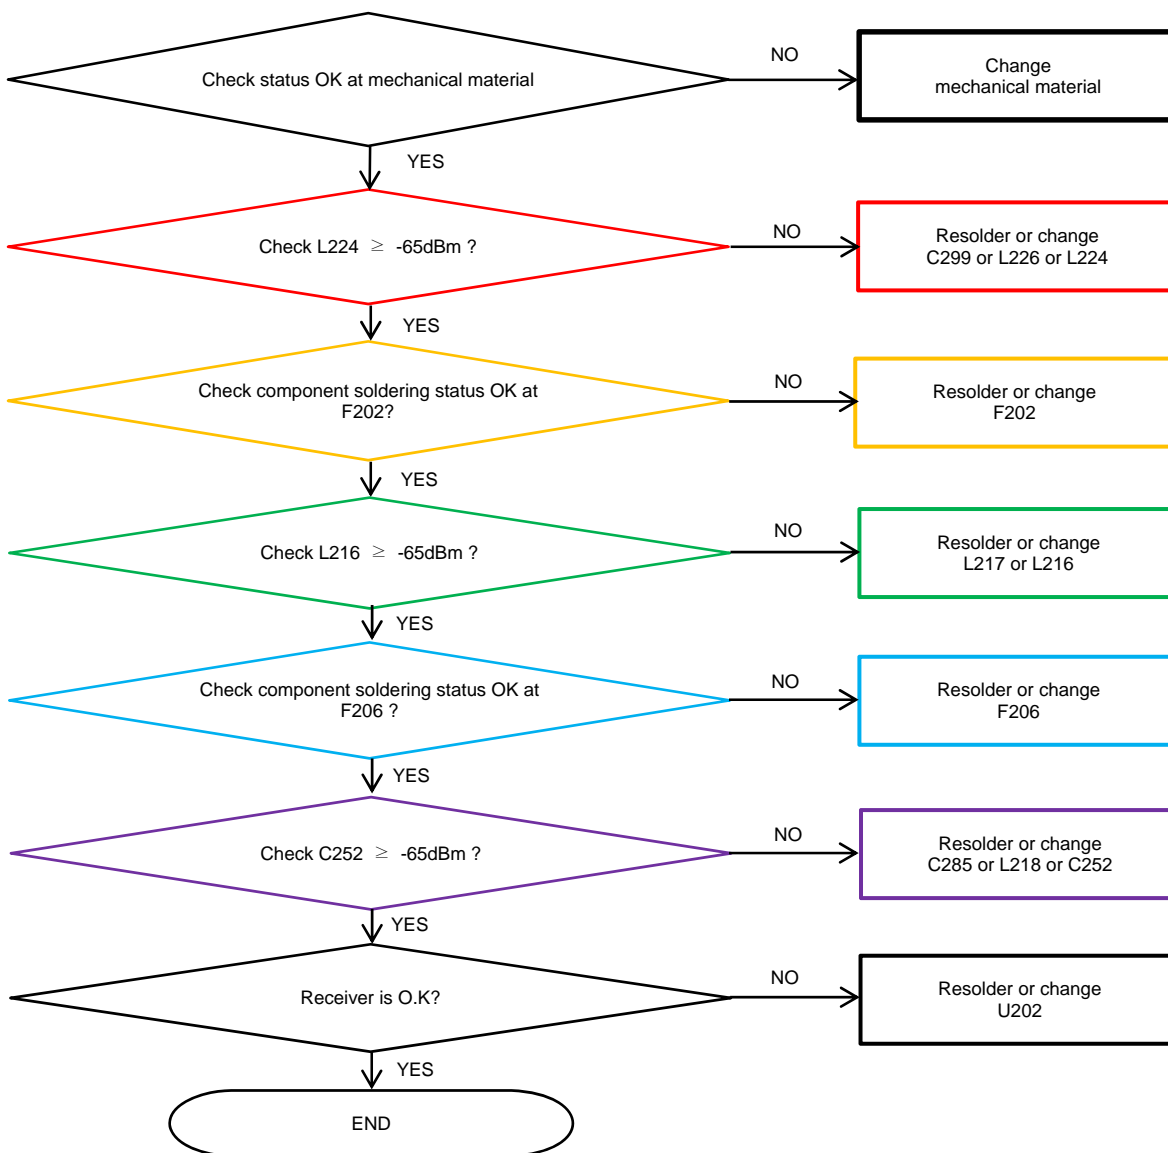 Check status OK at mechanical material
NO
Change
mechanical material
YES
Check L224 ≥ -65dBm ?
NO
Resolder or change
C299 or L226 or L224
YES
Check component soldering status OK at
F202?
NO
Resolder or change
F202
YES
Check L216 ≥ -65dBm ?
NO
Resolder or change
L217 or L216
YES
Check component soldering status OK at
F206 ?
NO
Resolder or change
F206
YES
Check C252 ≥ -65dBm ?
NO
Resolder or change
C285 or L218 or C252
YES
Receiver is O.K?
NO
Resolder or change
U202
YES
END